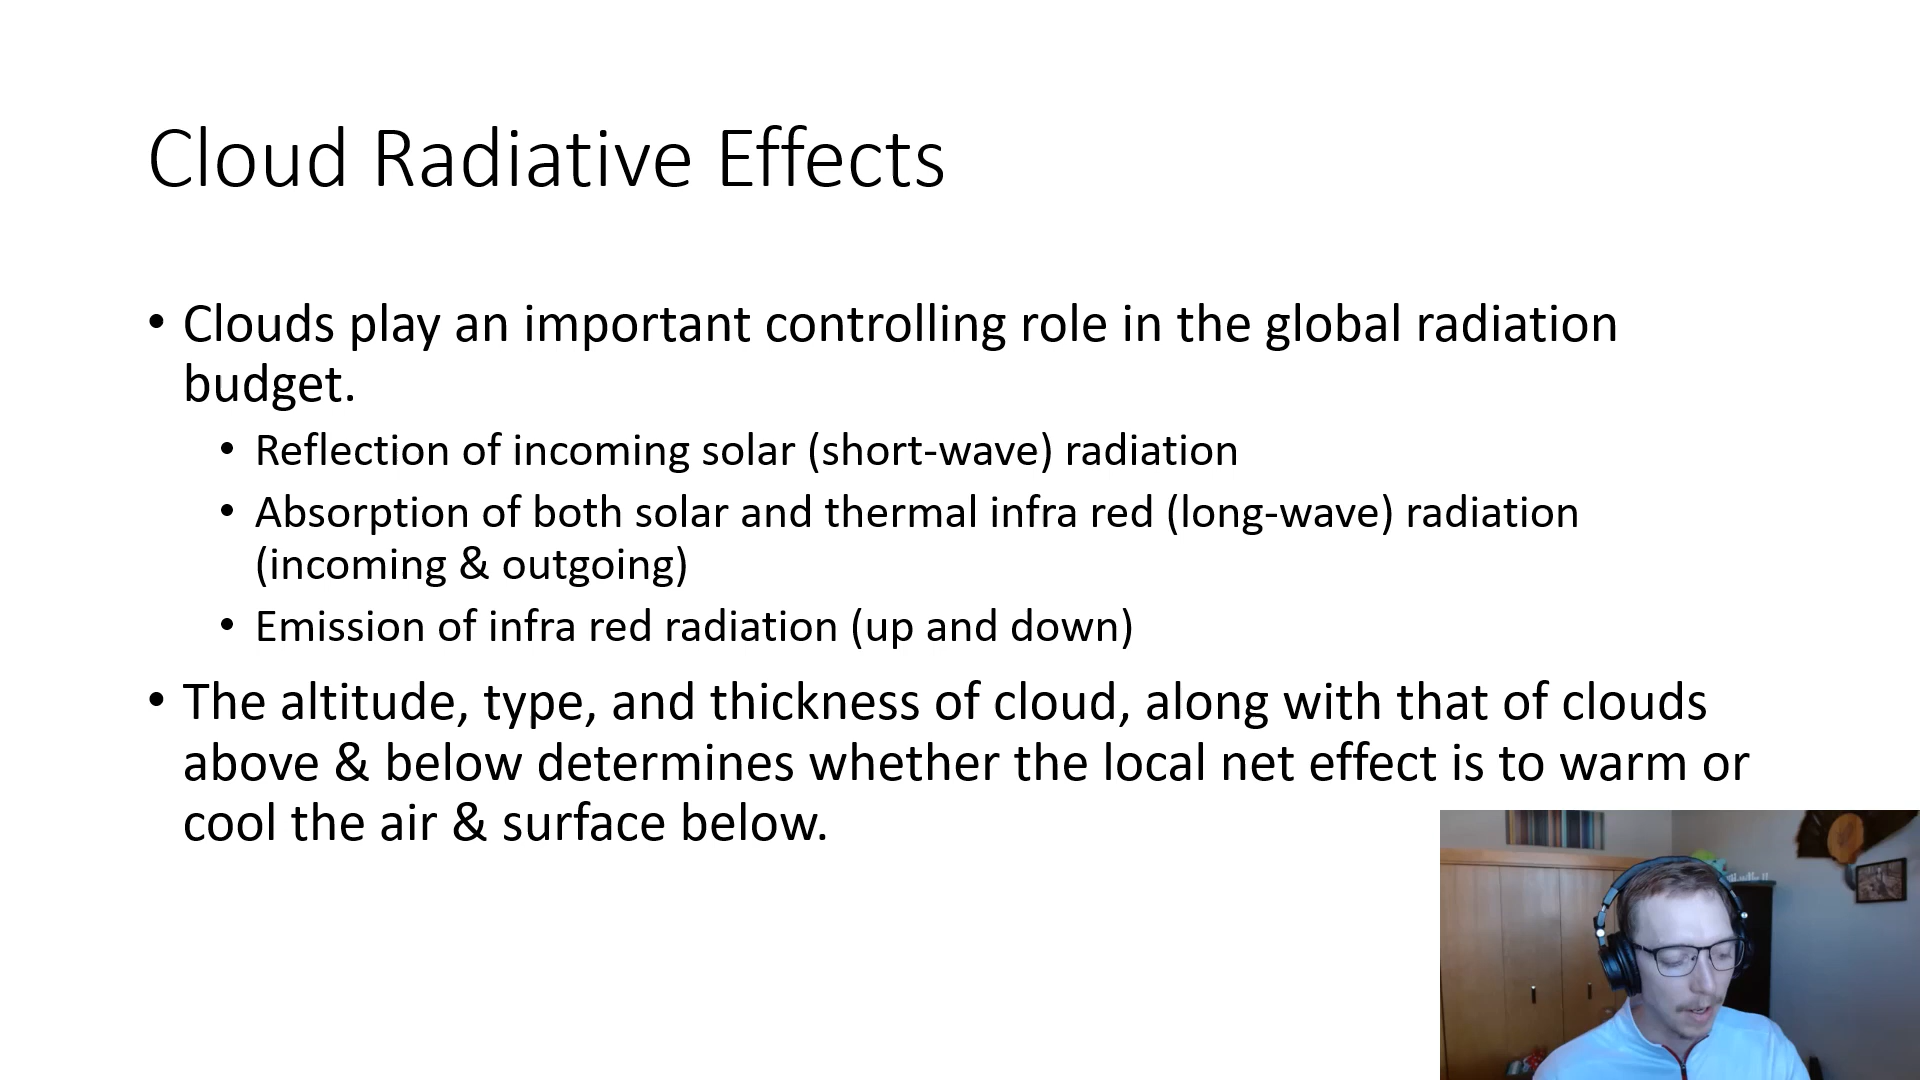 Cloud Radiative Effects
• Clouds play an important controlling role in the global radiation
budget.
• Reflection of incoming solar (short-wave) radiation
• Absorption of both solar and thermal infra red (long-wave) radiation
(incoming & outgoing)
• Emission of infra red radiation (up and down)
• The altitude, type, and thickness of cloud, along with that of clouds
above & below determines whether the local net effect is to warm or
cool the air & surface below.